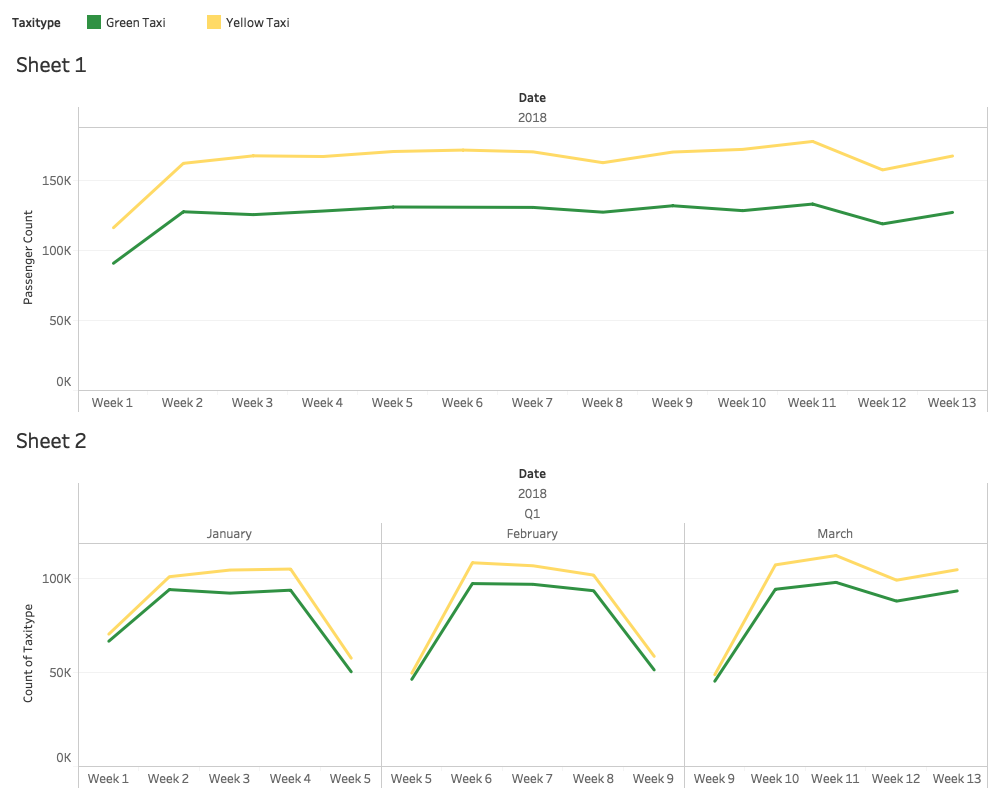 Taxitype Green Taxi Yellow Taxi
Sheet 1
Date
2018
150K
100K
50K
0K
Passenger Count
Week 1 Week 2 Week 3 Week 4 Week 5 Week 6 Week 7 Week 8 Week 9 Week 10 Week 11 Week 12 Week 13
Sheet 2
Date
2018
Q1
January February March
100K
50K
0K
Count of Taxitype
Week 1 Week 2 Week 3 Week 4 Week 5 Week 5 Week 6 Week 7 Week 8 Week 9 Week 9 Week 10 Week 11 Week 12 Week 13